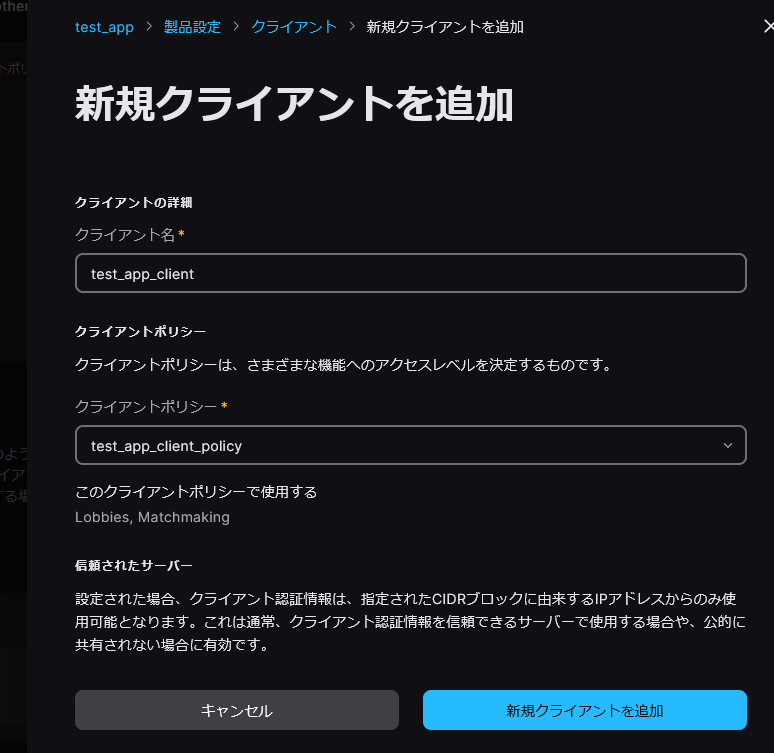 test_app > 製品設定 > クライアント > 新規クライアントを追加
新規クライアントを追加
クライアントの詳細
クライアント名*
test_app_client
クライアントポリシー
クライアントポリシーは、さまざまな機能へのアクセスレベルを決定するものです。
クライアントポリシー*
test_app_client_policy
このクライアントポリシーで使用する
Lobbies, Matchmaking
信頼されたサーバー
設定された場合、クライアント認証情報は、指定されたCIDRブロックに由来するIPアドレスからのみ使
用可能となります。これは通常、クライアント認証情報を信頼できるサーバーで使用する場合や、公的に
共有されない場合に有効です。
キャンセル
新規クライアントを追加